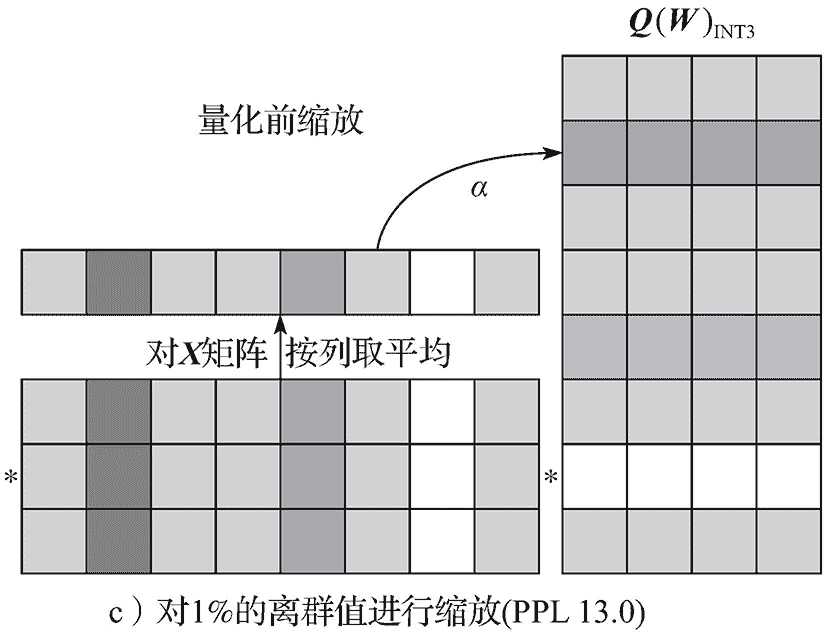 Q(W)INT3
量化前缩放
α
对X矩阵 按列取平均
* *
c）对1%的离群值进行缩放(PPL 13.0)